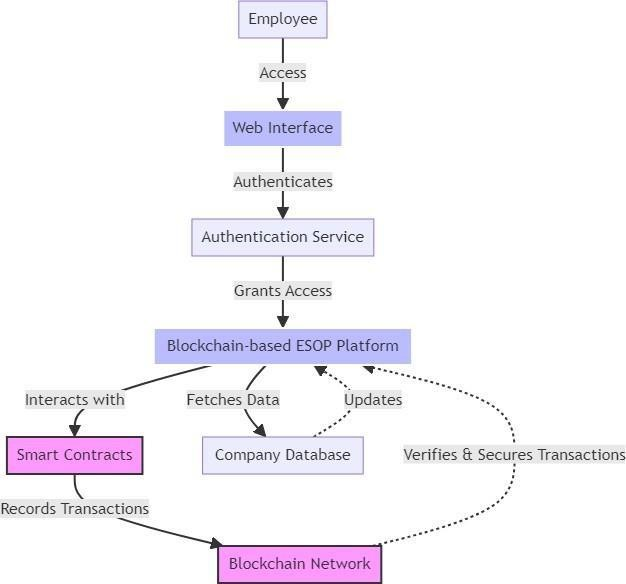 Employee
Access
Web Interface
Authenticates
Authentication Service
Grants Access
Blockchain-based ESOP Platform
Interacts with
Fetches Data
Updates
Smart Contracts
Company Database
Verifies & Secures Transactions
Records Transactions
Blockchain Network